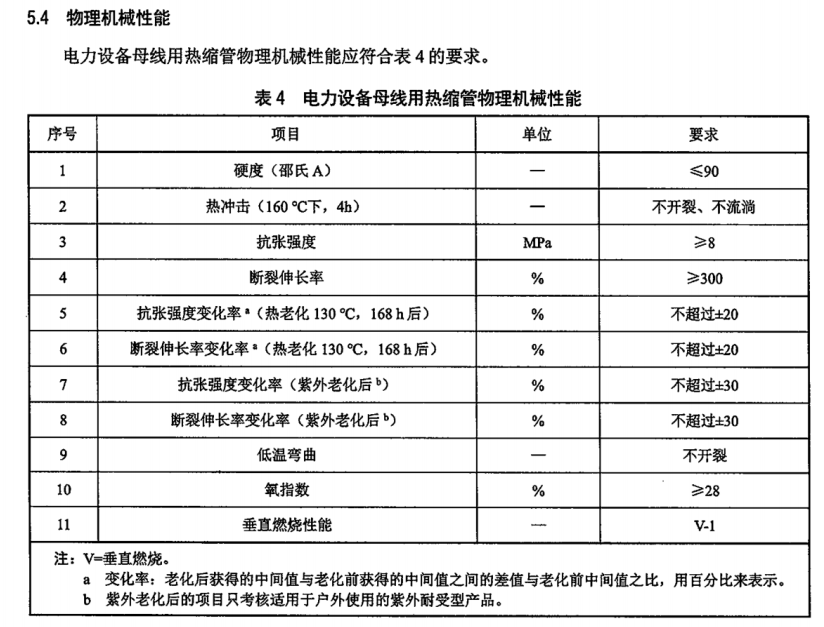 5.4 物理机械性能
电力设备母线用热缩管物理机械性能应符合表 4 的要求。
表 4 电力设备母线用热缩管物理机械性能
序号 项目 单位 要求
1 硬度（邵氏 A） — ≤90
2 热冲击（160 ℃下，4h） — 不开裂、不流淌
3 抗张强度 MPa ≥8
4 断裂伸长率 % ≥300
5 抗张强度变化率 a（热老化 130 ℃，168 h 后） % 不超过±20
6 断裂伸长率变化率 a（热老化 130 ℃，168 h 后） % 不超过±20
7 抗张强度变化率（紫外老化后 b） % 不超过±30
8 断裂伸长率变化率（紫外老化后 b） % 不超过±30
9 低温弯曲 — 不开裂
10 氧指数 % ≥28
11 垂直燃烧性能 — V-1
注：V=垂直燃烧。
a 变化率：老化后获得的中间值与老化前获得的中间值之间的差值与老化前中间值之比，用百分比来表示。
b 紫外老化后的项目只考核适用于户外使用的紫外耐受型产品。